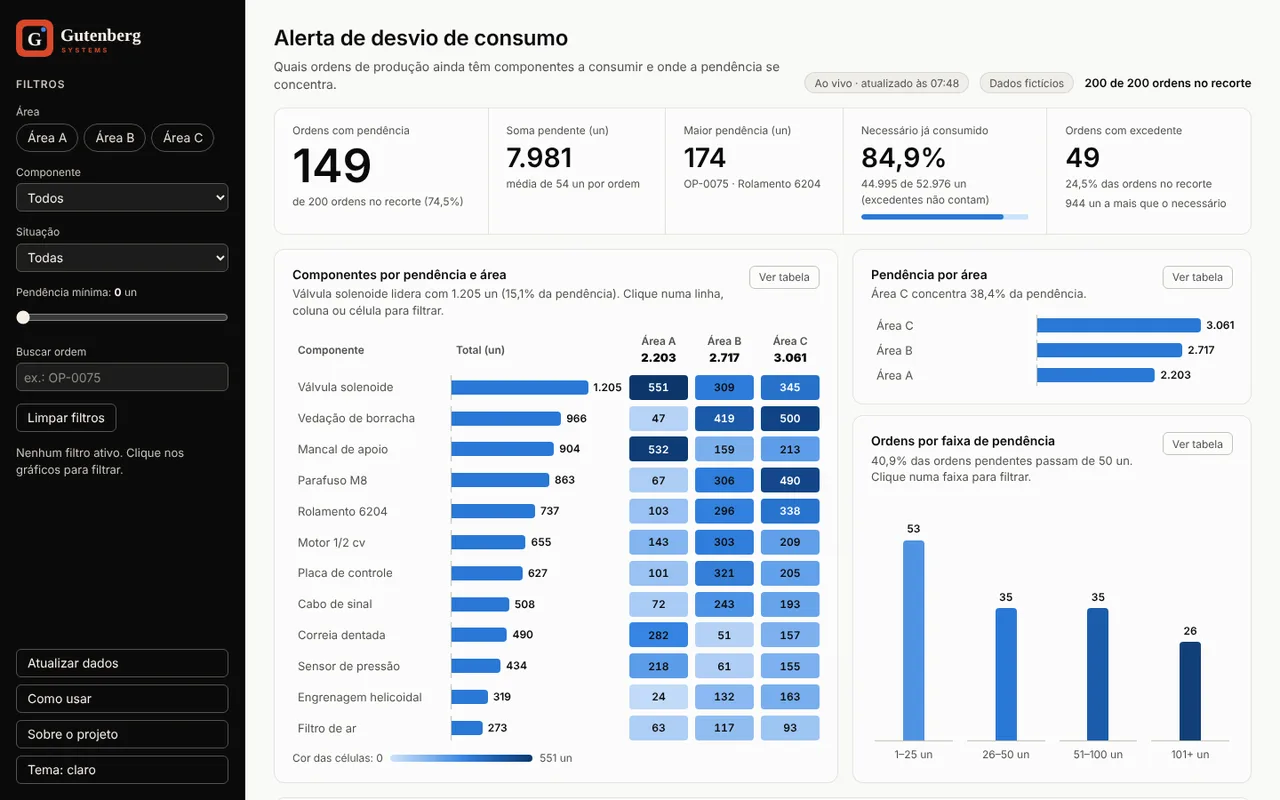 G
Gutenberg
SYSTEMS
FILTROS
Área
Área A
Área B
Área C
Componente
Todos
Situação
Todas
Pendência mínima: 0 un
Buscar ordem
ex.: OP-0075
Limpar filtros
Nenhum filtro ativo. Clique nos
gráficos para filtrar.
Atualizar dados
Como usar
Sobre o projeto
Tema: claro
Alerta de desvio de consumo
Quais ordens de produção ainda têm componentes a consumir e onde a pendência se
concentra.
Ao vivo · atualizado às 07:48
Dados fictícios
200 de 200 ordens no recorte
Ordens com pendência
149
de 200 ordens no recorte (74,5%)
Soma pendente (un)
7.981
média de 54 un por ordem
Maior pendência (un)
174
OP-0075 · Rolamento 6204
Necessário já consumido
84,9%
44.995 de 52.976 un
(excedentes não contam)
Ordens com excedente
49
24,5% das ordens no recorte
944 un a mais que o necessário
Componentes por pendência e área
Ver tabela
Válvula solenoide lidera com 1.205 un (15,1% da pendência). Clique numa linha,
coluna ou célula para filtrar.
Componente Total (un) Área A Área B Área C
2.203 2.717 3.061
Válvula solenoide 1.205 551 309 345
Vedação de borracha 966 47 419 500
Mancal de apoio 904 532 159 213
Parafuso M8 863 67 306 490
Rolamento 6204 737 103 296 338
Motor 1/2 cv 655 143 303 209
Placa de controle 627 101 321 205
Cabo de sinal 508 72 243 193
Correia dentada 490 282 51 157
Sensor de pressão 434 218 61 155
Engrenagem helicoidal 319 24 132 163
Filtro de ar 273 63 117 93
Cor das células: 0 551 un
Pendência por área
Ver tabela
Área C concentra 38,4% da pendência.
Área C 3.061
Área B 2.717
Área A 2.203
Ordens por faixa de pendência
Ver tabela
40,9% das ordens pendentes passam de 50 un.
Clique numa faixa para filtrar.
53 35 35 26
1–25 un 26–50 un 51–100 un 101+ un